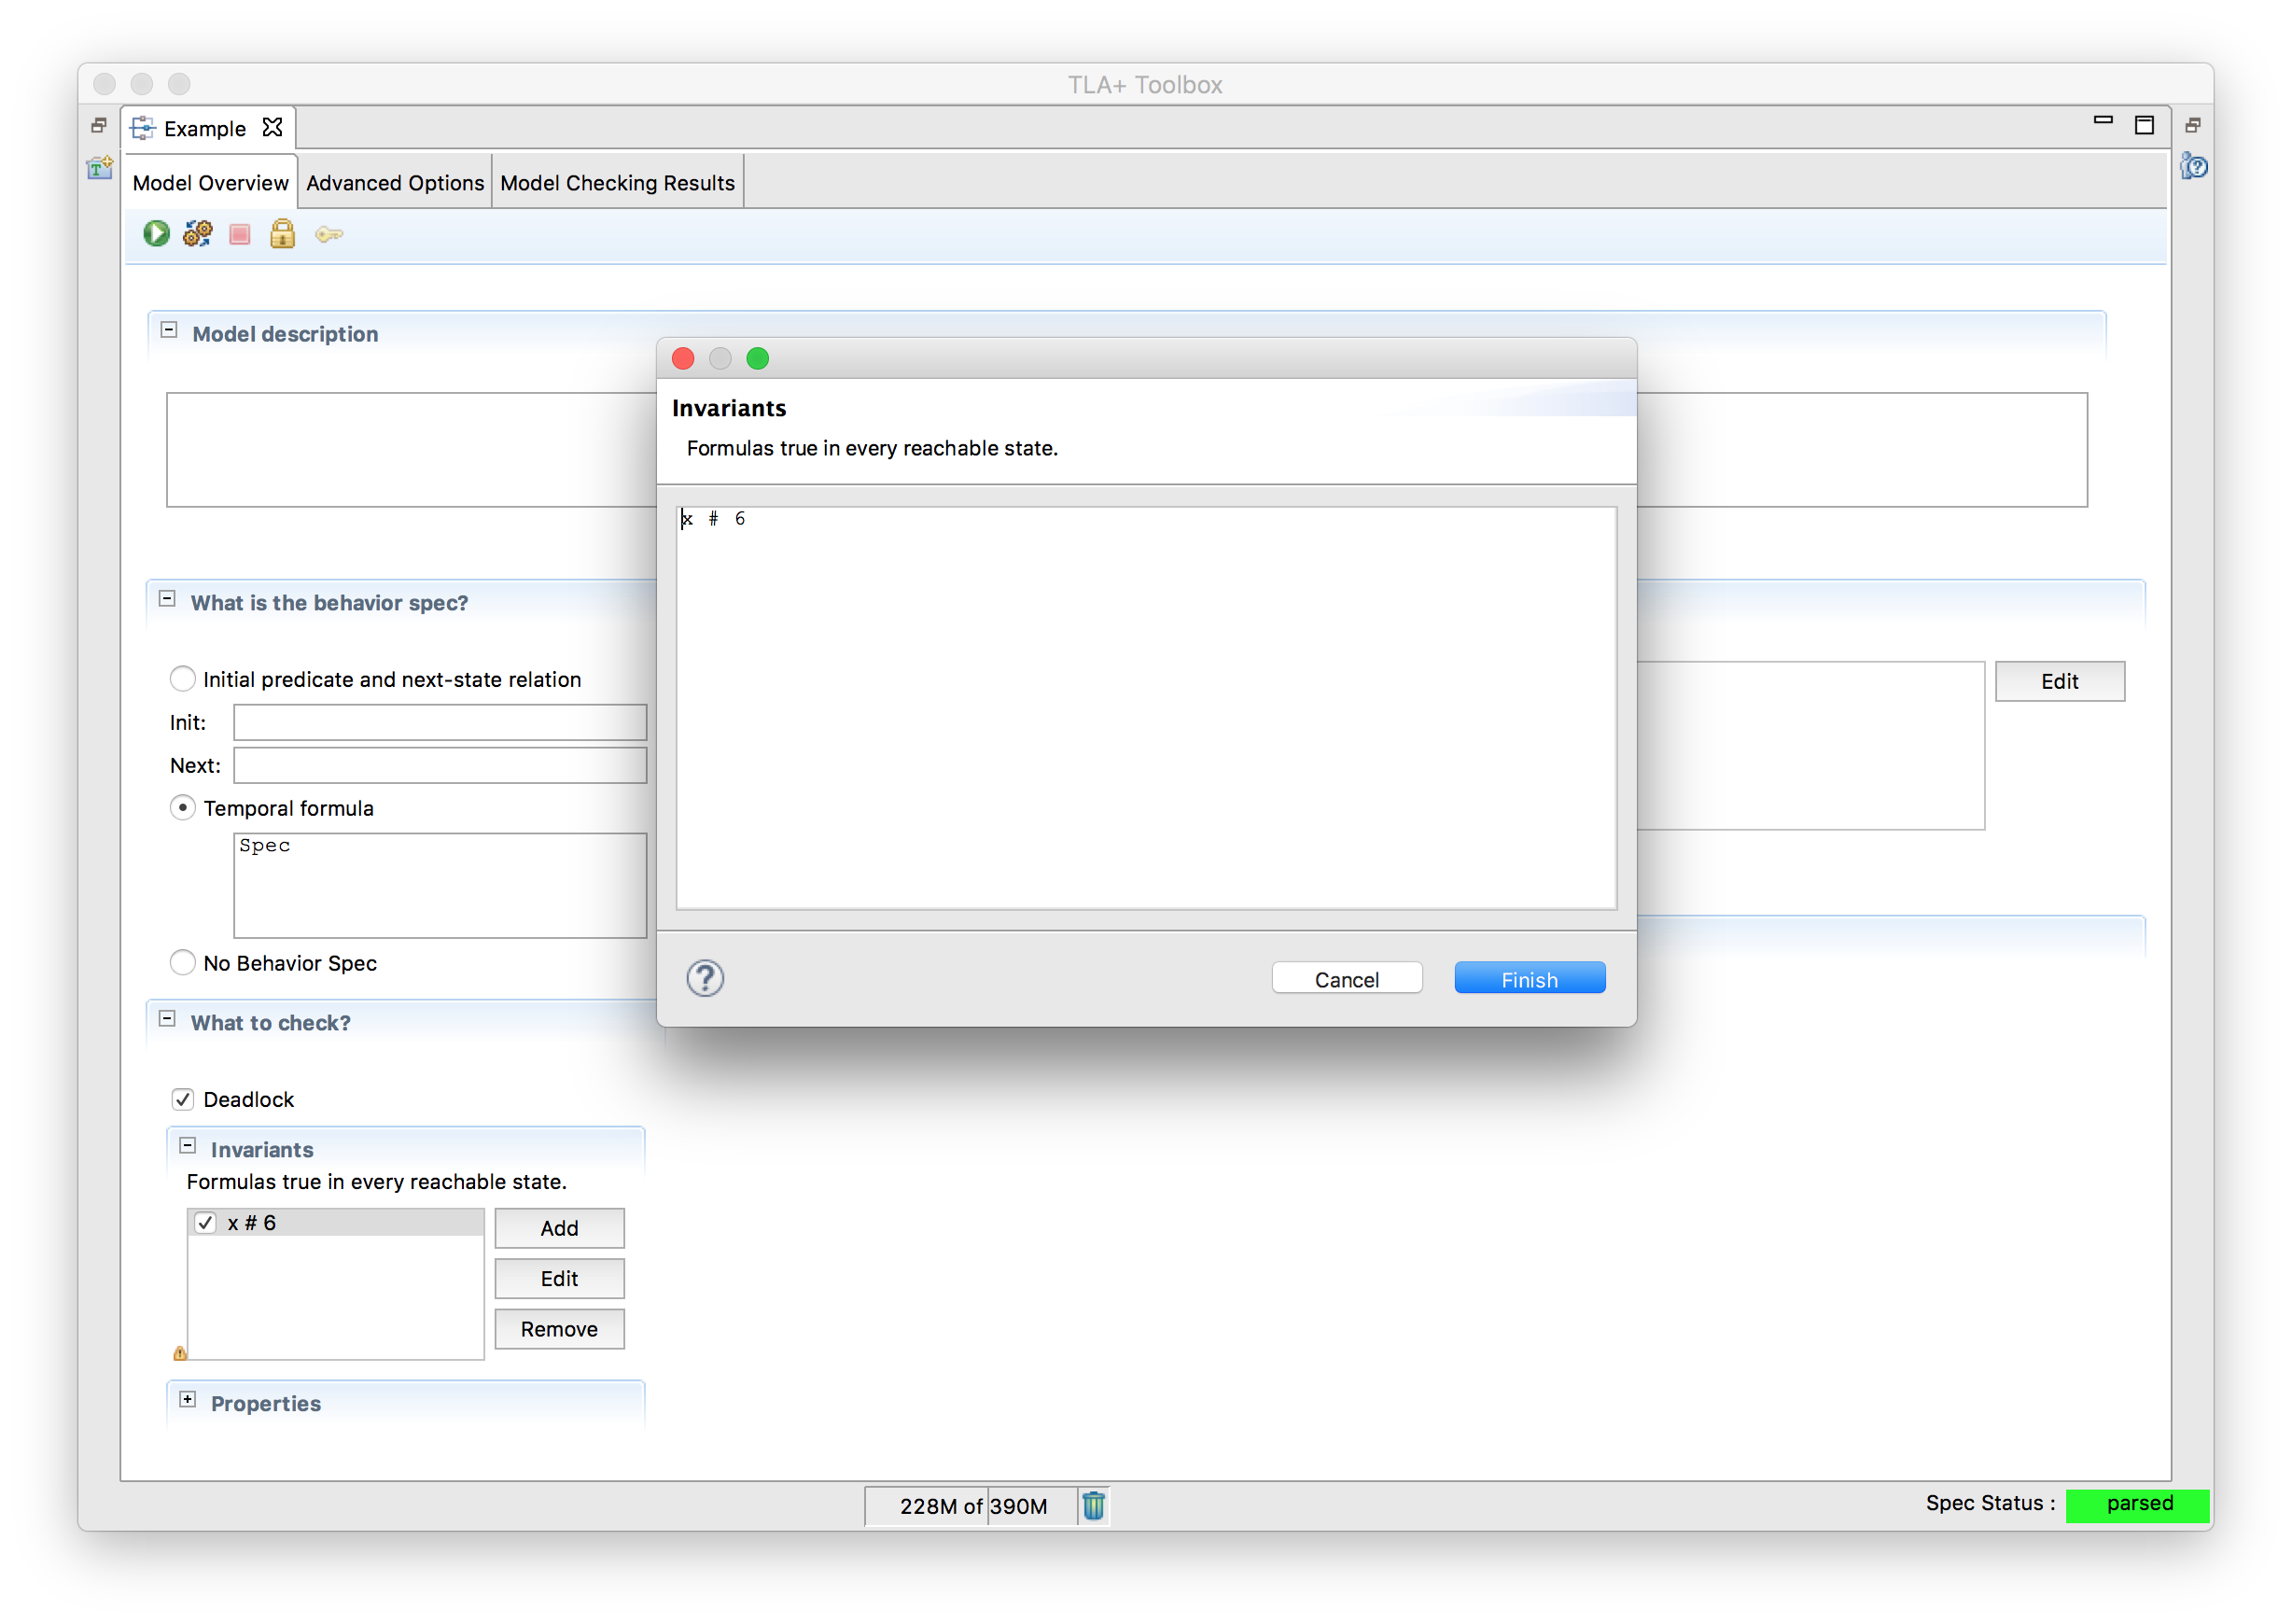 TLA+ Toolbox
Example
Model Overview
Advanced Options
Model Checking Results
Model description
Invariants
Formulas true in every reachable state.
x # 6
Cancel
Finish
What is the behavior spec?
Initial predicate and next-state relation
Init:
Next:
Temporal formula
Spec
No Behavior Spec
Edit
What to check?
Deadlock
Invariants
Formulas true in every reachable state.
x # 6
Add
Edit
Remove
Properties
228M of 390M
Spec Status :
parsed